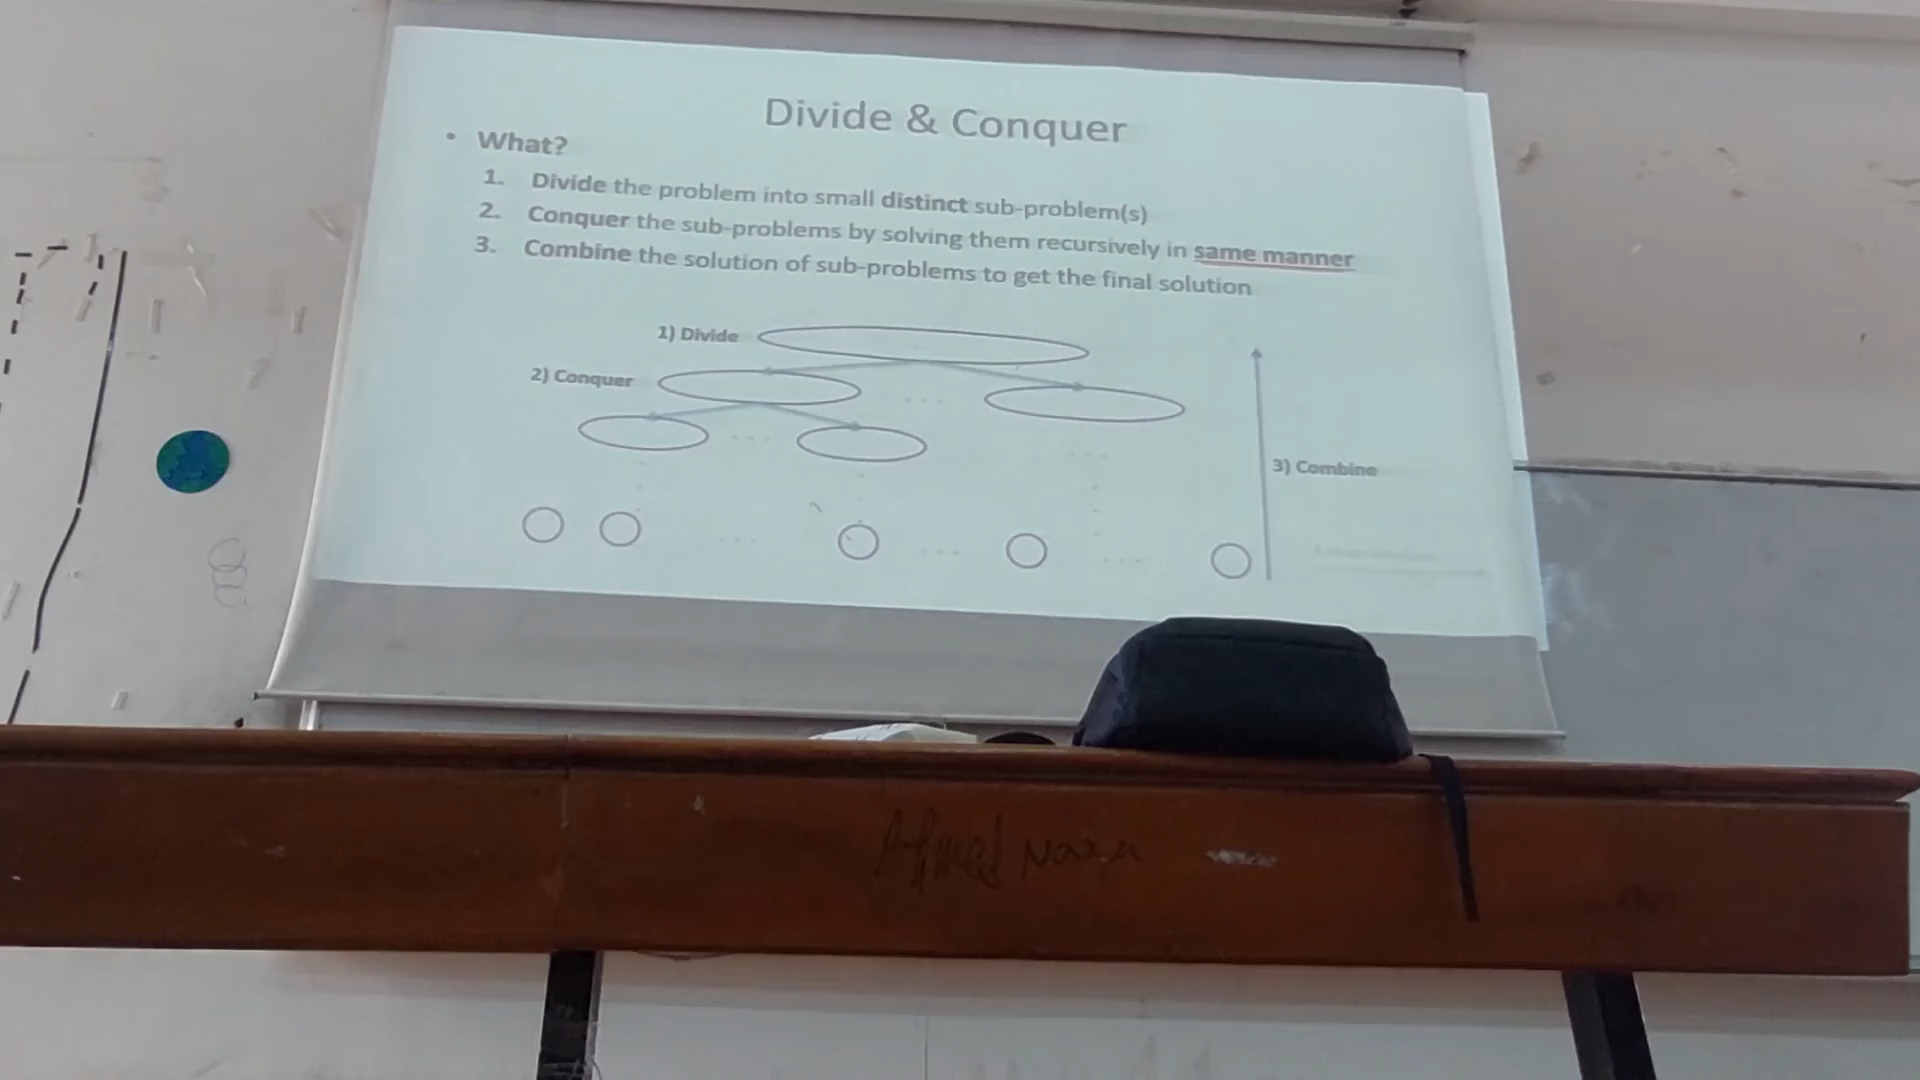 Divide & Conquer
• What?
1. Divide the problem into small distinct sub-problem(s)
2. Conquer the sub-problems by solving them recursively in same manner
3. Combine the solution of sub-problems to get the final solution
1) Divide
2) Conquer
3) Combine